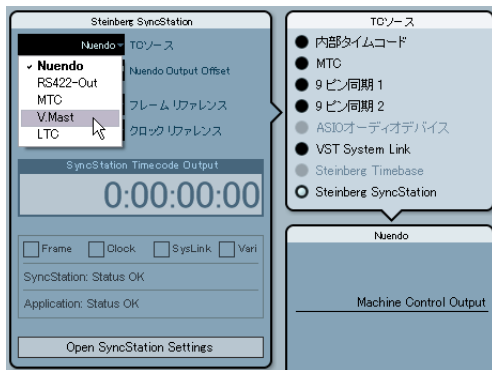 Steinberg SyncStation
Nuendo TCソース
Nuendo
RS422-Out
MTC
V.Mast
LTC
Nuendo Output Offset
フレーム リファレンス
クロック リファレンス
SyncStation Timecode Output
0:00:00:00
Frame Clock SysLink Vari
SyncStation: Status OK
Application: Status OK
Open SyncStation Settings
TCソース
内部タイムコード
MTC
9 ピン同期 1
9 ピン同期 2
ASIOオーディオデバイス
VST System Link
Steinberg Timebase
Steinberg SyncStation
Nuendo
Machine Control Output